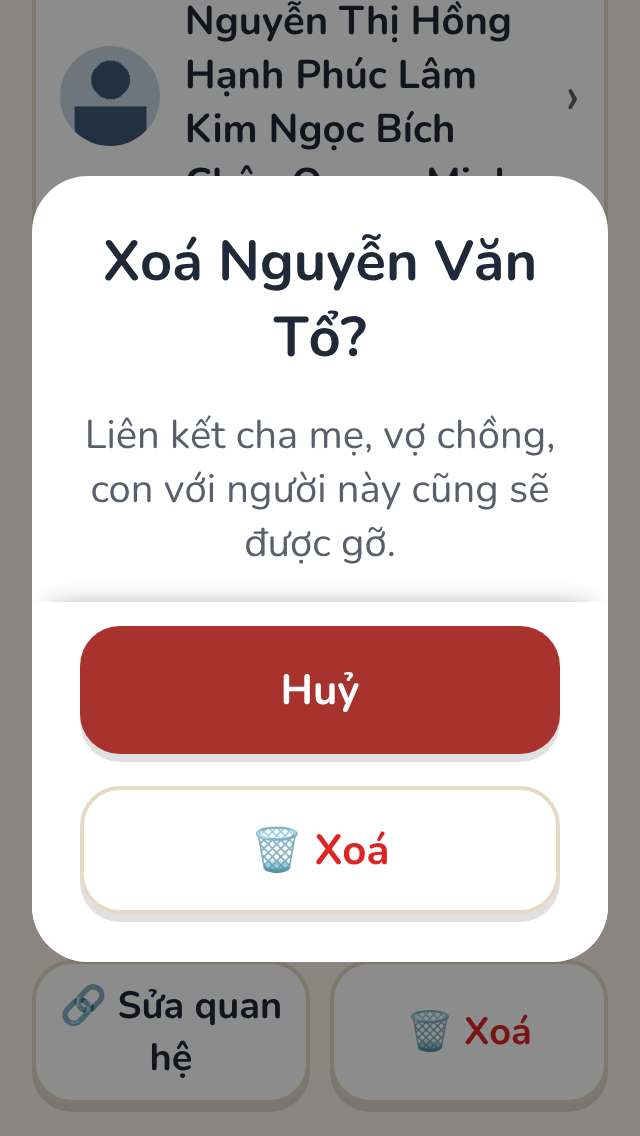 Nguyễn Thị Hồng
Hạnh Phúc Lâm
Kim Ngọc Bích
Xoá Nguyễn Văn
Tổ?
Liên kết cha mẹ, vợ chồng,
con với người này cũng sẽ
được gỡ.
Huỷ
🗑️ Xoá
🔗 Sửa quan
hệ
🗑️ Xoá